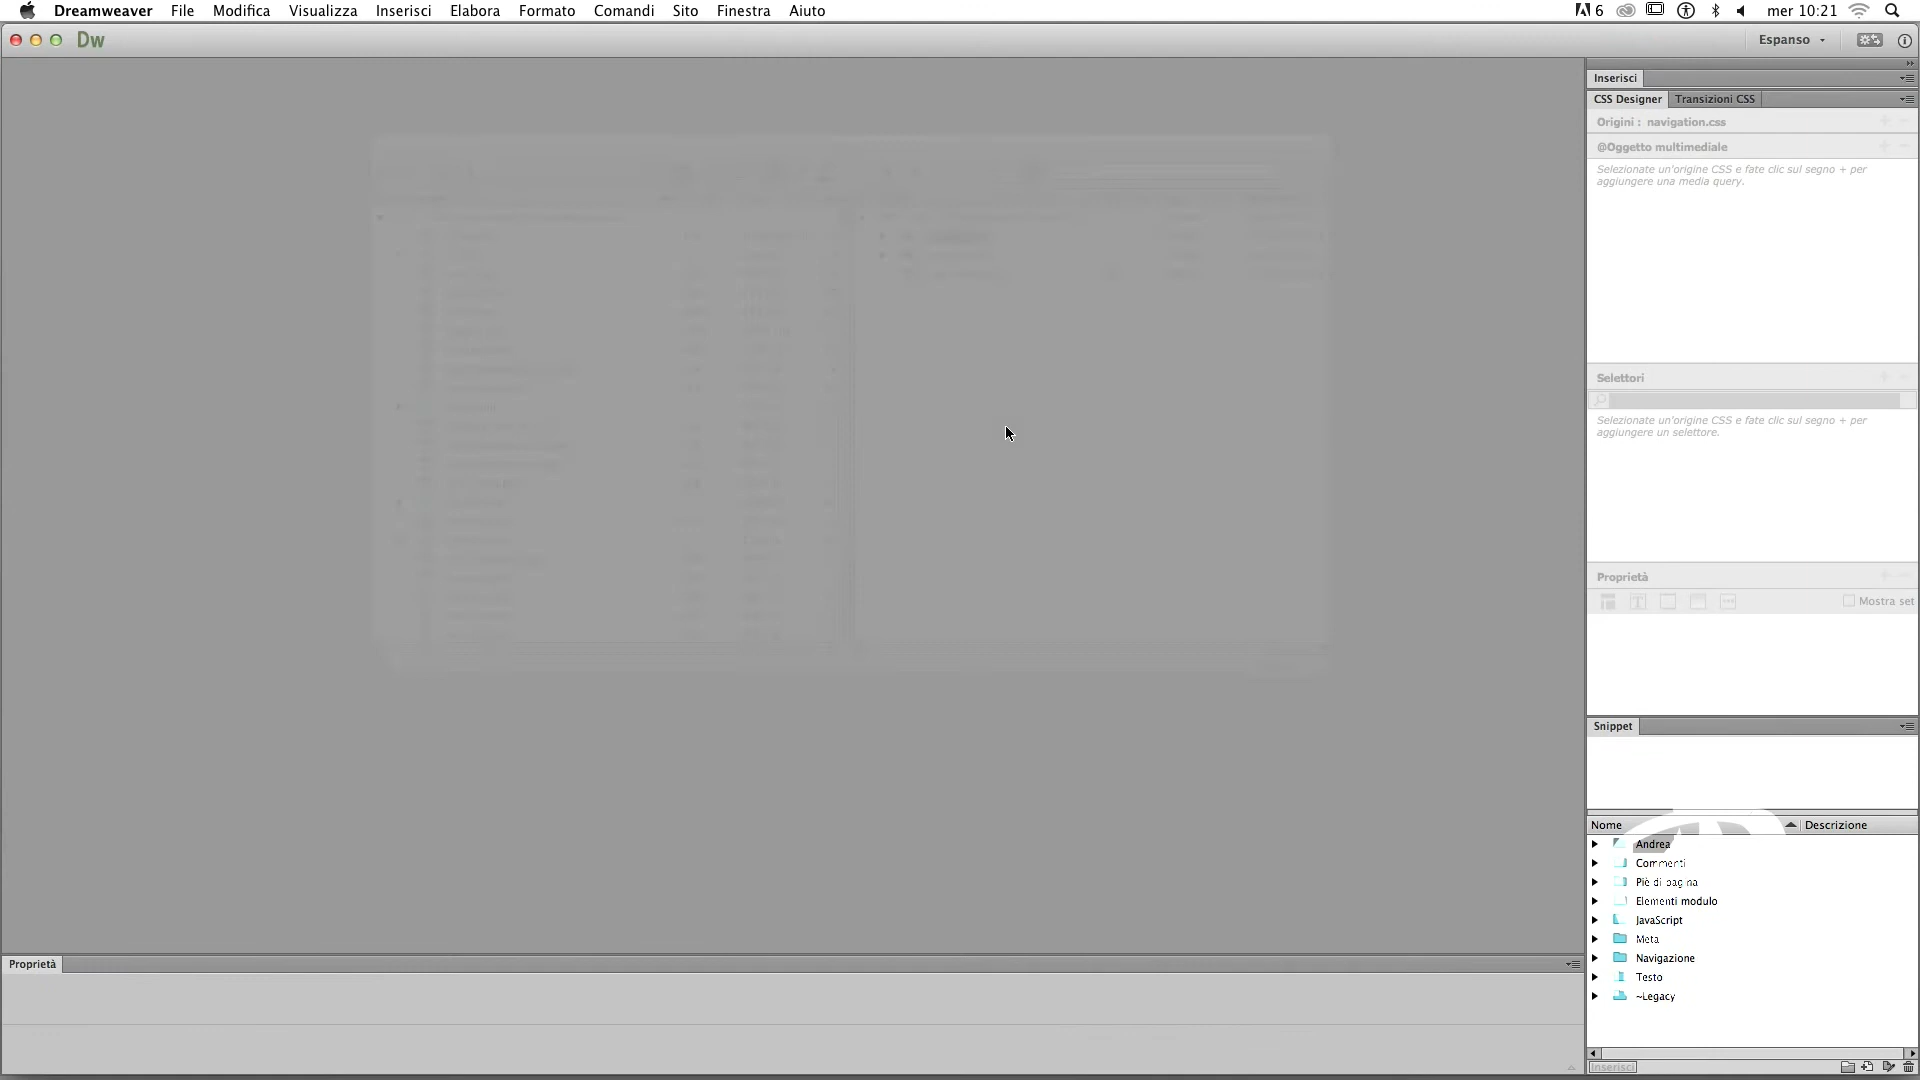 Dreamweaver File Modifica Visualizza Inserisci Elabora Formato Comandi Sito Finestra Aiuto 6 mer 10:21
Dw Espanso
Inserisci
CSS Designer Transizioni CSS
Origini : navigation.css
@Oggetto multimediale
Selezionate un'origine CSS e fate clic sul segno + per
aggiungere una media query.
Selettori
Selezionate un'origine CSS e fate clic sul segno + per
aggiungere un selettore.
Proprietà
Mostra set
Snippet
Nome Descrizione
Andrea
Commenti
Piè di pagina
Elementi modulo
JavaScript
Meta
Navigazione
Testo
~Legacy
Inserisci
Proprietà